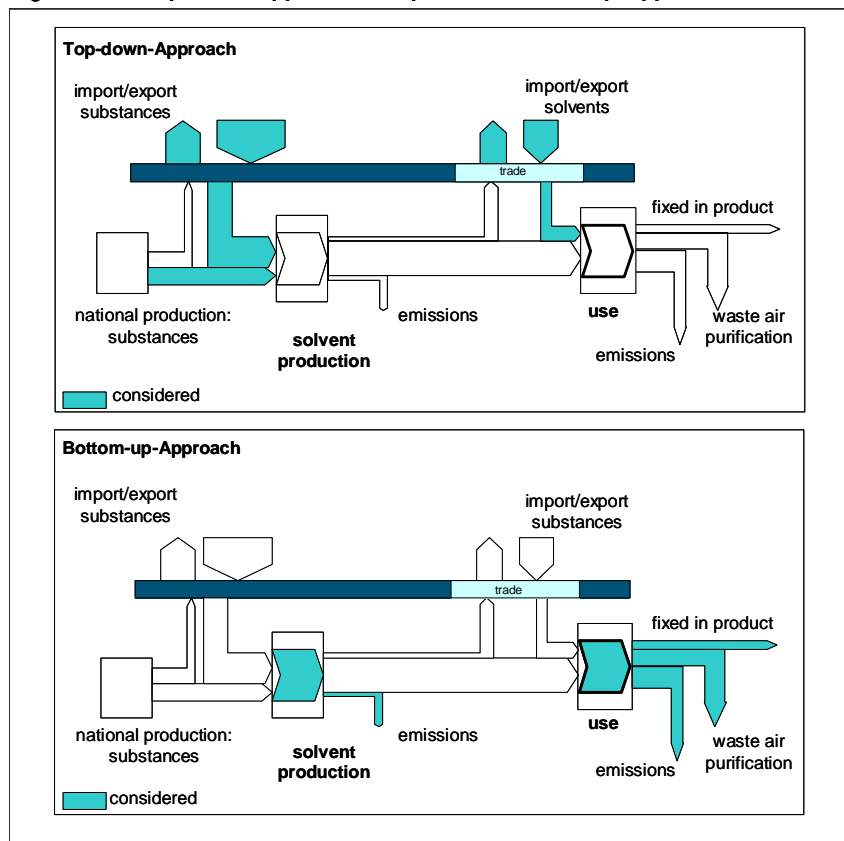 Top-down-Approach
import/export
substances
import/export
solvents
trade
fixed in product
national production:
substances
emissions
solvent
production
use
waste air
purification
emissions
considered
Bottom-up-Approach
import/export
substances
import/export
substances
trade
fixed in product
national production:
substances
emissions
solvent
production
use
waste air
purification
emissions
considered